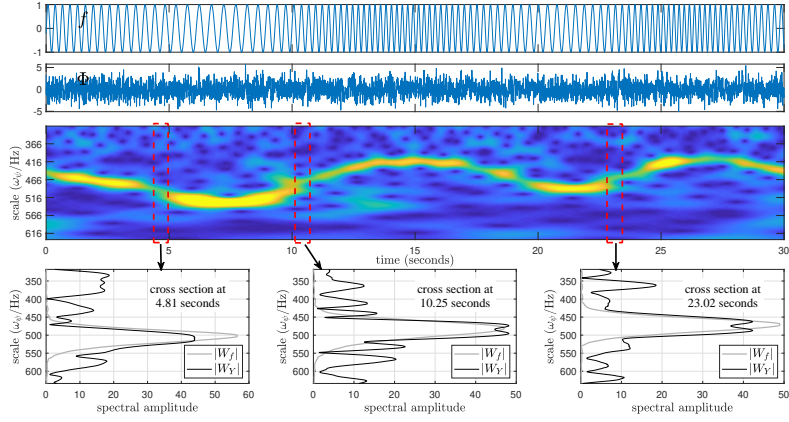 1
f
0
-1
5
Φ
0
-5
scale (ω_ψ/Hz)
366
416
466
516
566
616
0 5 10 15 20 25 30
time (seconds)
scale (ω_ψ/Hz)
350
400
450
500
550
600
cross section at
4.81 seconds
|W_f|
|W_Y|
0 10 20 30 40 50 60
spectral amplitude
scale (ω_ψ/Hz)
350
400
450
500
550
600
cross section at
10.25 seconds
|W_f|
|W_Y|
0 10 20 30 40 50
spectral amplitude
scale (ω_ψ/Hz)
350
400
450
500
550
600
cross section at
23.02 seconds
|W_f|
|W_Y|
0 10 20 30 40 50
spectral amplitude